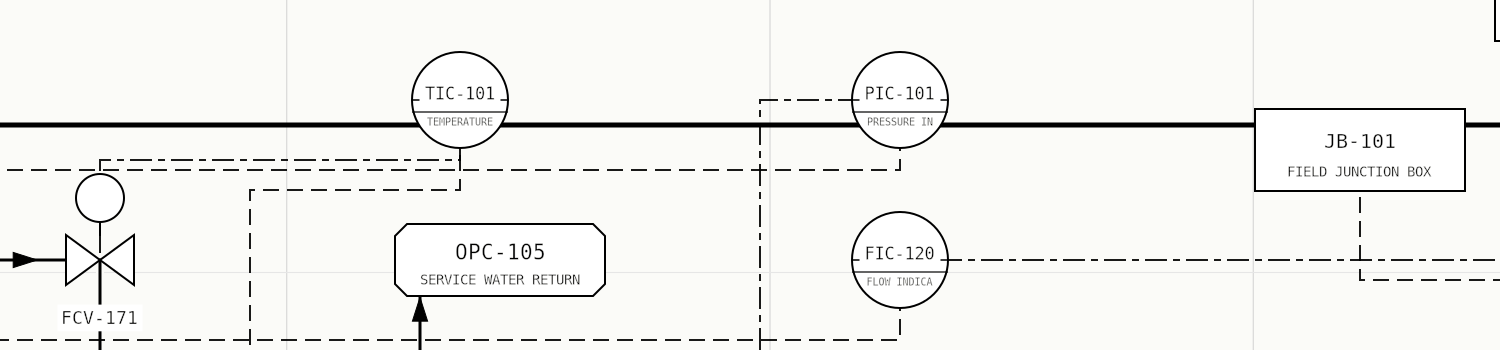 TIC-101
TEMPERATURE
PIC-101
PRESSURE IN
JB-101
FIELD JUNCTION BOX
OPC-105
SERVICE WATER RETURN
FIC-120
FLOW INDICA
FCV-171